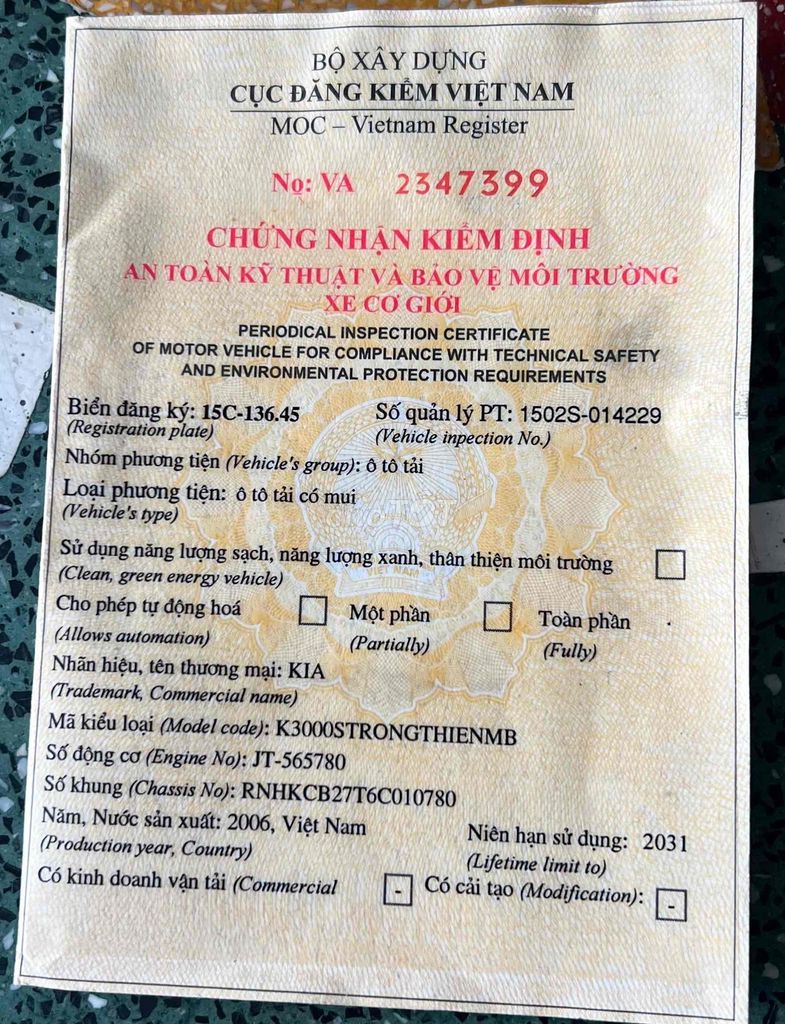 BỘ XÂY DỰNG
CỤC ĐĂNG KIỂM VIỆT NAM
MOC – Vietnam Register
Nọ: VA 2347399
CHỨNG NHẬN KIỂM ĐỊNH
AN TOÀN KỸ THUẬT VÀ BẢO VỆ MÔI TRƯỜNG
XE CƠ GIỚI
PERIODICAL INSPECTION CERTIFICATE
OF MOTOR VEHICLE FOR COMPLIANCE WITH TECHNICAL SAFETY
AND ENVIRONMENTAL PROTECTION REQUIREMENTS
Biển đăng ký: 15C-136.45 Số quản lý PT: 1502S-014229
(Registration plate) (Vehicle inpection No.)
Nhóm phương tiện (Vehicle's group): ô tô tải
Loại phương tiện: ô tô tải có mui
(Vehicle's type)
Sử dụng năng lượng sạch, năng lượng xanh, thân thiện môi trường
(Clean, green energy vehicle)
Cho phép tự động hoá Một phần Toàn phần
(Allows automation) (Partially) (Fully)
Nhãn hiệu, tên thương mại: KIA
(Trademark, Commercial name)
Mã kiểu loại (Model code): K3000STRONGTHIENMB
Số động cơ (Engine No): JT-565780
Số khung (Chassis No): RNHKCB27T6C010780
Năm, Nước sản xuất: 2006, Việt Nam Niên hạn sử dụng: 2031
(Production year, Country) (Lifetime limit to)
Có kinh doanh vận tải (Commercial - Có cải tạo (Modification): -